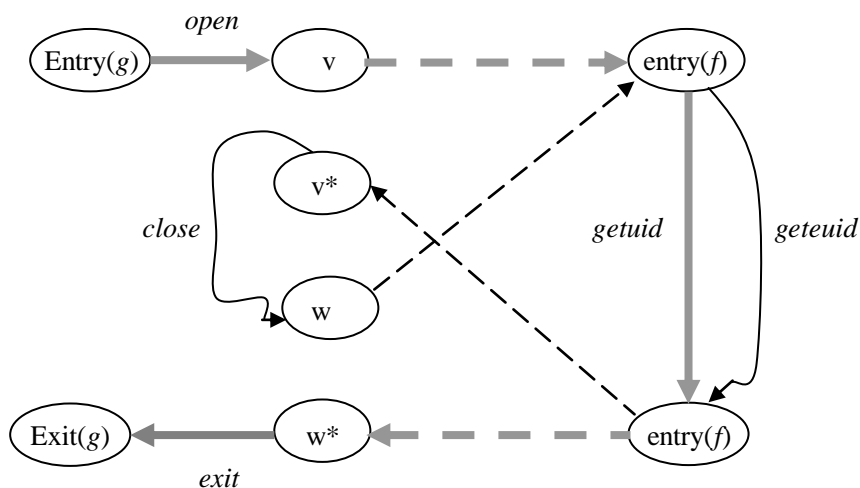 open
Entry(g)
v
entry(f)
v*
close
getuid
geteuid
w
Exit(g)
w*
entry(f)
exit